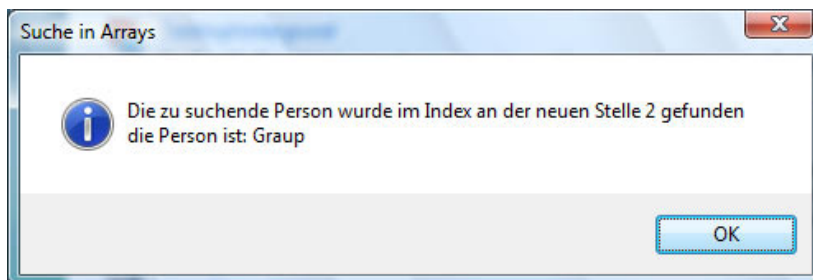 Suche in Arrays
Die zu suchende Person wurde im Index an der neuen Stelle 2 gefunden
die Person ist: Graup
OK